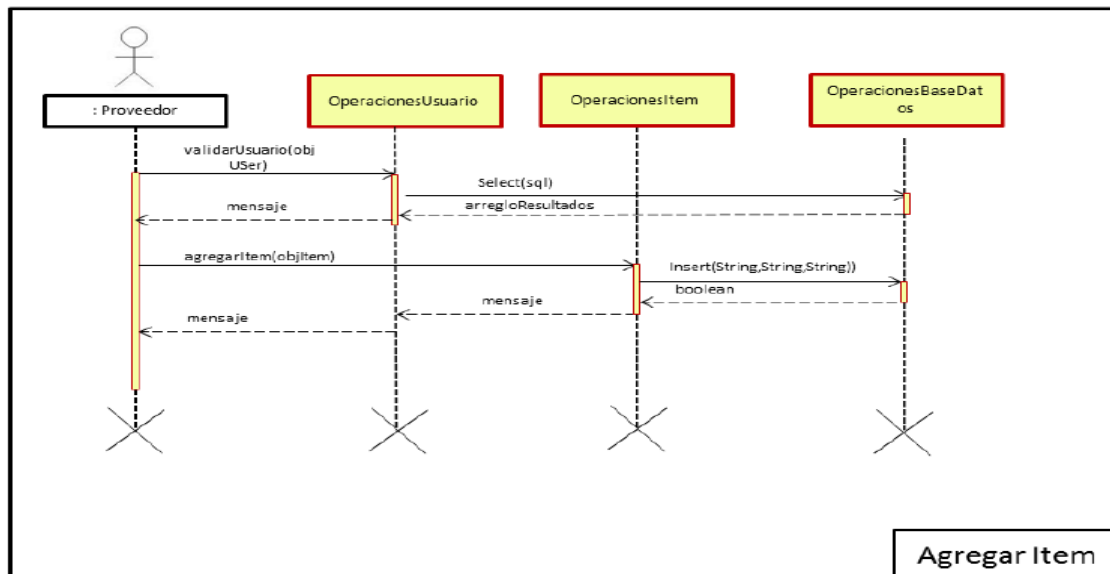 : Proveedor
OperacionesUsuario
OperacionesItem
OperacionesBaseDat
os
validarUsuario(obj
USer)
Select(sql)
arregloResultados
mensaje
agregarItem(objItem)
Insert(String,String,String))
boolean
mensaje
mensaje
Agregar Item